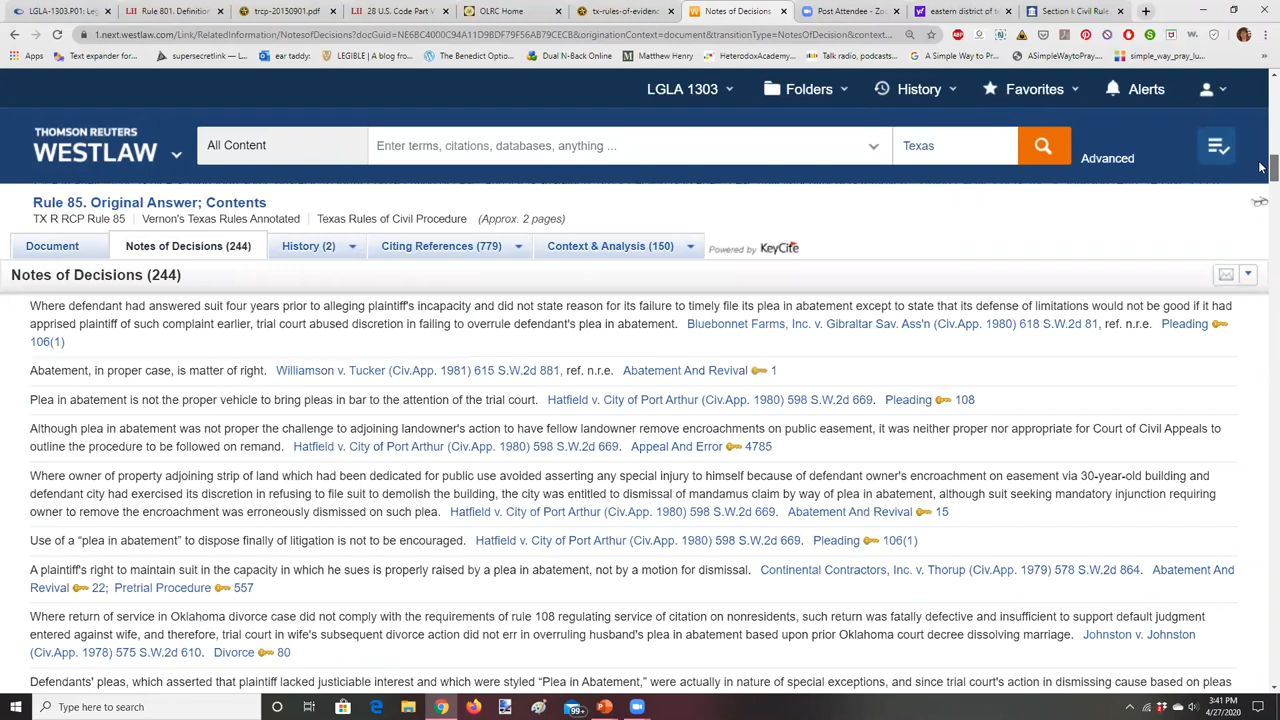 LGLA-1303.P01: Leg
LII Rule 801. Definition
trcp-20150901.pdf
LII 28 U.S. Code Part V
OLRC Home
tx-rules-of-evidenc
Notes of Decisions
Post Attendee - Zoo
eastern district of t
Section K Civil Rule
1.next.westlaw.com/Link/RelatedInformation/NotesofDecisions?docGuid=NE6BC4000C94A11D9BDF79F56AB79CECB&originationContext=document&transitionType=NotesOfDecision&context...
Apps
Text expander for...
supersecretlink —
ear taddy:
LEGIBLE | A blog fro...
The Benedict Optio...
Dual N-Back Online
Matthew Henry
HeterodoxAcademy...
Talk radio, podcasts...
A Simple Way to Pr...
ASimpleWaytoPray...
simple_way_pray_lu...
LGLA 1303 Folders History Favorites Alerts
THOMSON REUTERS
WESTLAW
All Content
Enter terms, citations, databases, anything ...
Texas
Advanced
Rule 85. Original Answer; Contents
TX R RCP Rule 85 Vernon's Texas Rules Annotated Texas Rules of Civil Procedure (Approx. 2 pages)
Document Notes of Decisions (244) History (2) Citing References (779) Context & Analysis (150) Powered by KeyCite
Notes of Decisions (244)
Where defendant had answered suit four years prior to alleging plaintiff's incapacity and did not state reason for its failure to timely file its plea in abatement except to state that its defense of limitations would not be good if it had
apprised plaintiff of such complaint earlier, trial court abused discretion in failing to overrule defendant's plea in abatement. Bluebonnet Farms, Inc. v. Gibraltar Sav. Ass'n (Civ.App. 1980) 618 S.W.2d 81, ref. n.r.e. Pleading
106(1)
Abatement, in proper case, is matter of right. Williamson v. Tucker (Civ.App. 1981) 615 S.W.2d 881, ref. n.r.e. Abatement And Revival 1
Plea in abatement is not the proper vehicle to bring pleas in bar to the attention of the trial court. Hatfield v. City of Port Arthur (Civ.App. 1980) 598 S.W.2d 669. Pleading 108
Although plea in abatement was not proper the challenge to adjoining landowner's action to have fellow landowner remove encroachments on public easement, it was neither proper nor appropriate for Court of Civil Appeals to
outline the procedure to be followed on remand. Hatfield v. City of Port Arthur (Civ.App. 1980) 598 S.W.2d 669. Appeal And Error 4785
Where owner of property adjoining strip of land which had been dedicated for public use avoided asserting any special injury to himself because of defendant owner's encroachment on easement via 30-year-old building and
defendant city had exercised its discretion in refusing to file suit to demolish the building, the city was entitled to dismissal of mandamus claim by way of plea in abatement, although suit seeking mandatory injunction requiring
owner to remove the encroachment was erroneously dismissed on such plea. Hatfield v. City of Port Arthur (Civ.App. 1980) 598 S.W.2d 669. Abatement And Revival 15
Use of a “plea in abatement” to dispose finally of litigation is not to be encouraged. Hatfield v. City of Port Arthur (Civ.App. 1980) 598 S.W.2d 669. Pleading 106(1)
A plaintiff's right to maintain suit in the capacity in which he sues is properly raised by a plea in abatement, not by a motion for dismissal. Continental Contractors, Inc. v. Thorup (Civ.App. 1979) 578 S.W.2d 864. Abatement And
Revival 22; Pretrial Procedure 557
Where return of service in Oklahoma divorce case did not comply with the requirements of rule 108 regulating service of citation on nonresidents, such return was fatally defective and insufficient to support default judgment
entered against wife, and therefore, trial court in wife's subsequent divorce action did not err in overruling husband's plea in abatement based upon prior Oklahoma court decree dissolving marriage. Johnston v. Johnston
(Civ.App. 1978) 575 S.W.2d 610. Divorce 80
Defendants' pleas, which asserted that plaintiff lacked justiciable interest and which were styled “Plea in Abatement,” were actually in nature of special exceptions, and since trial court's action in dismissing cause based on pleas
Type here to search
99+
3:41 PM
4/27/2020